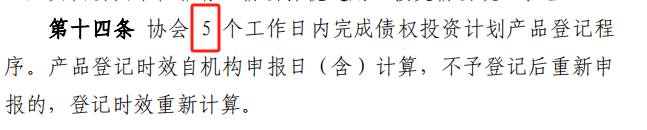 第十四条 协会 5 个工作日内完成债权投资计划产品登记程
序。产品登记时效自机构申报日（含）计算，不予登记后重新申
报的，登记时效重新计算。